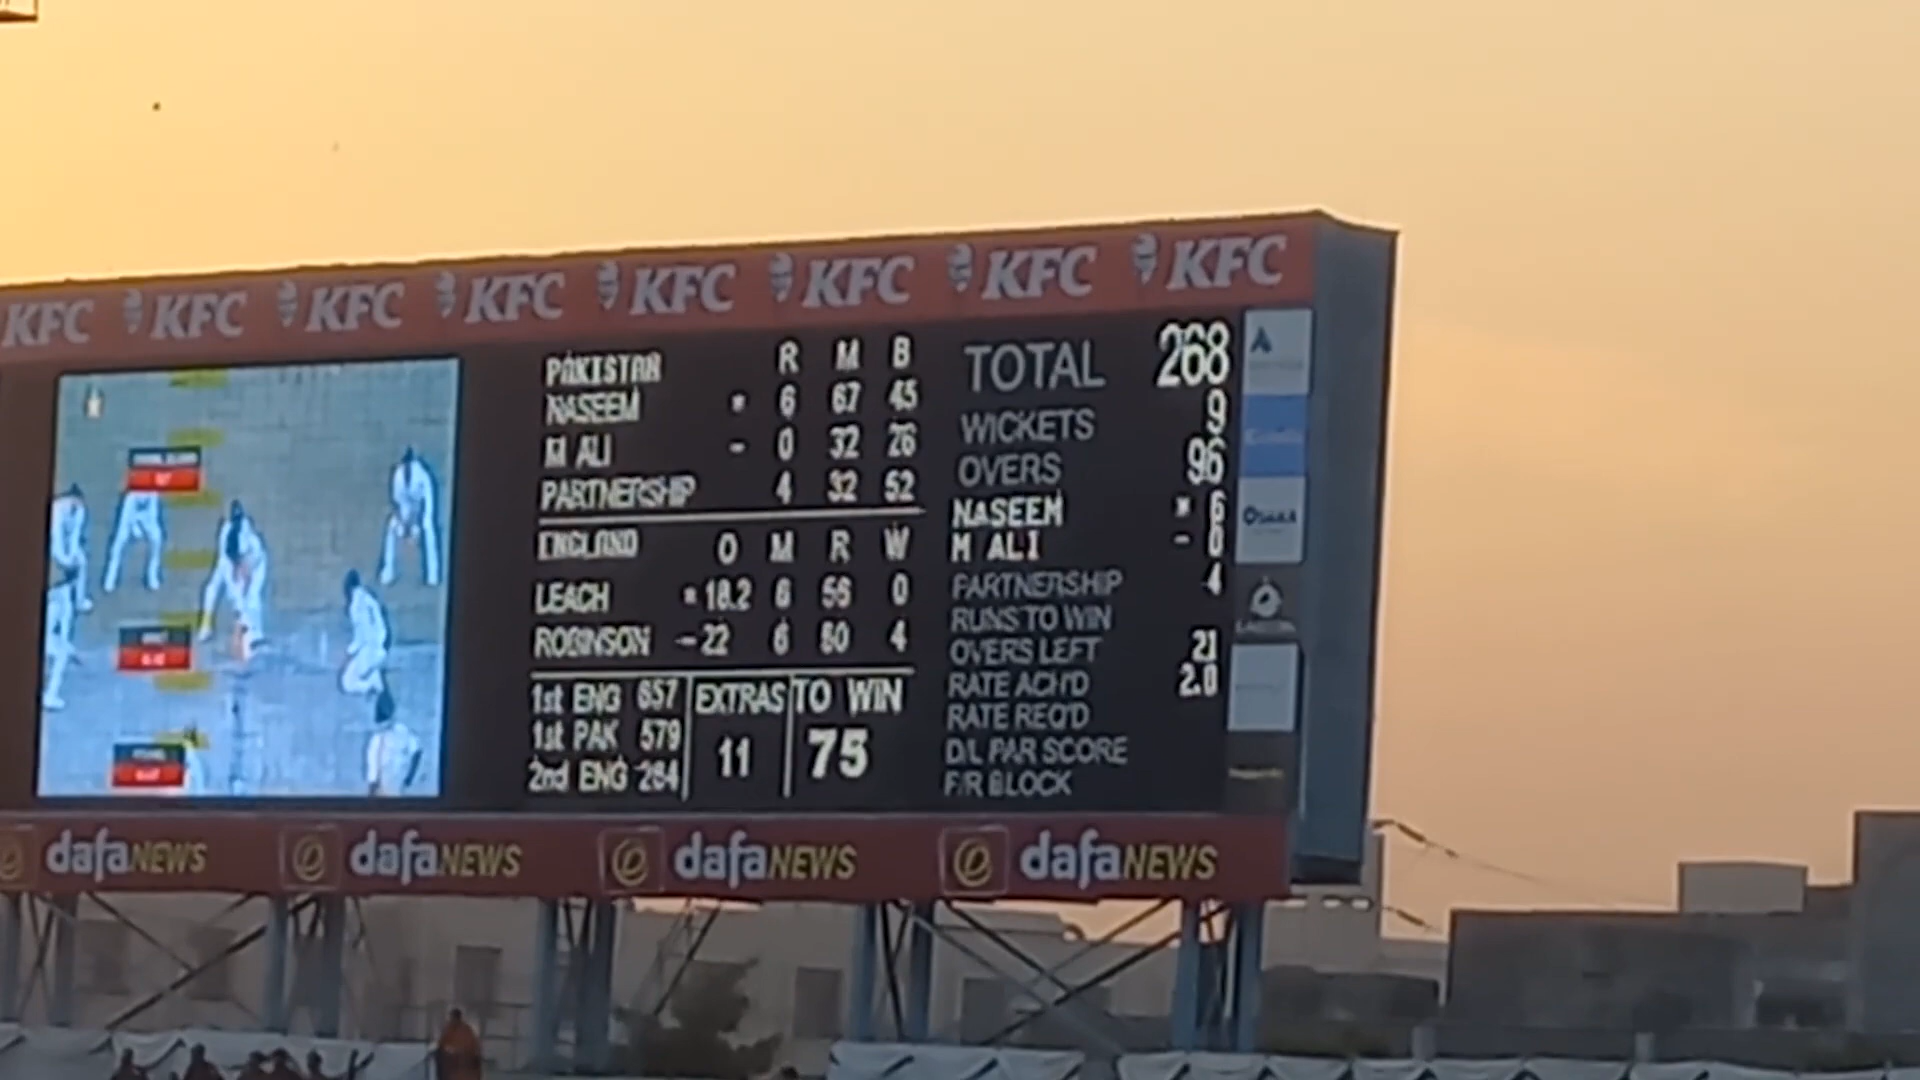 KFC KFC KFC KFC KFC KFC KFC KFC
PAKISTAN R M B
NASEEM * 6 67 45
M ALI - 0 32 26
PARTNERSHIP 4 32 52
ENGLAND O M R W
LEACH * 18.2 6 56 0
ROBINSON - 22 6 50 4
1st ENG 657
1st PAK 579
2nd ENG 264
EXTRAS
11
TO WIN
75
TOTAL 268
WICKETS 9
OVERS 96
NASEEM * 6
M ALI - 0
PARTNERSHIP 4
RUNS TO WIN
OVERS LEFT 21
RATE ACH'D 2.0
RATE REQ'D
D/L PAR SCORE
F/R BLOCK
OSAKA
dafaNEWS dafaNEWS dafaNEWS dafaNEWS